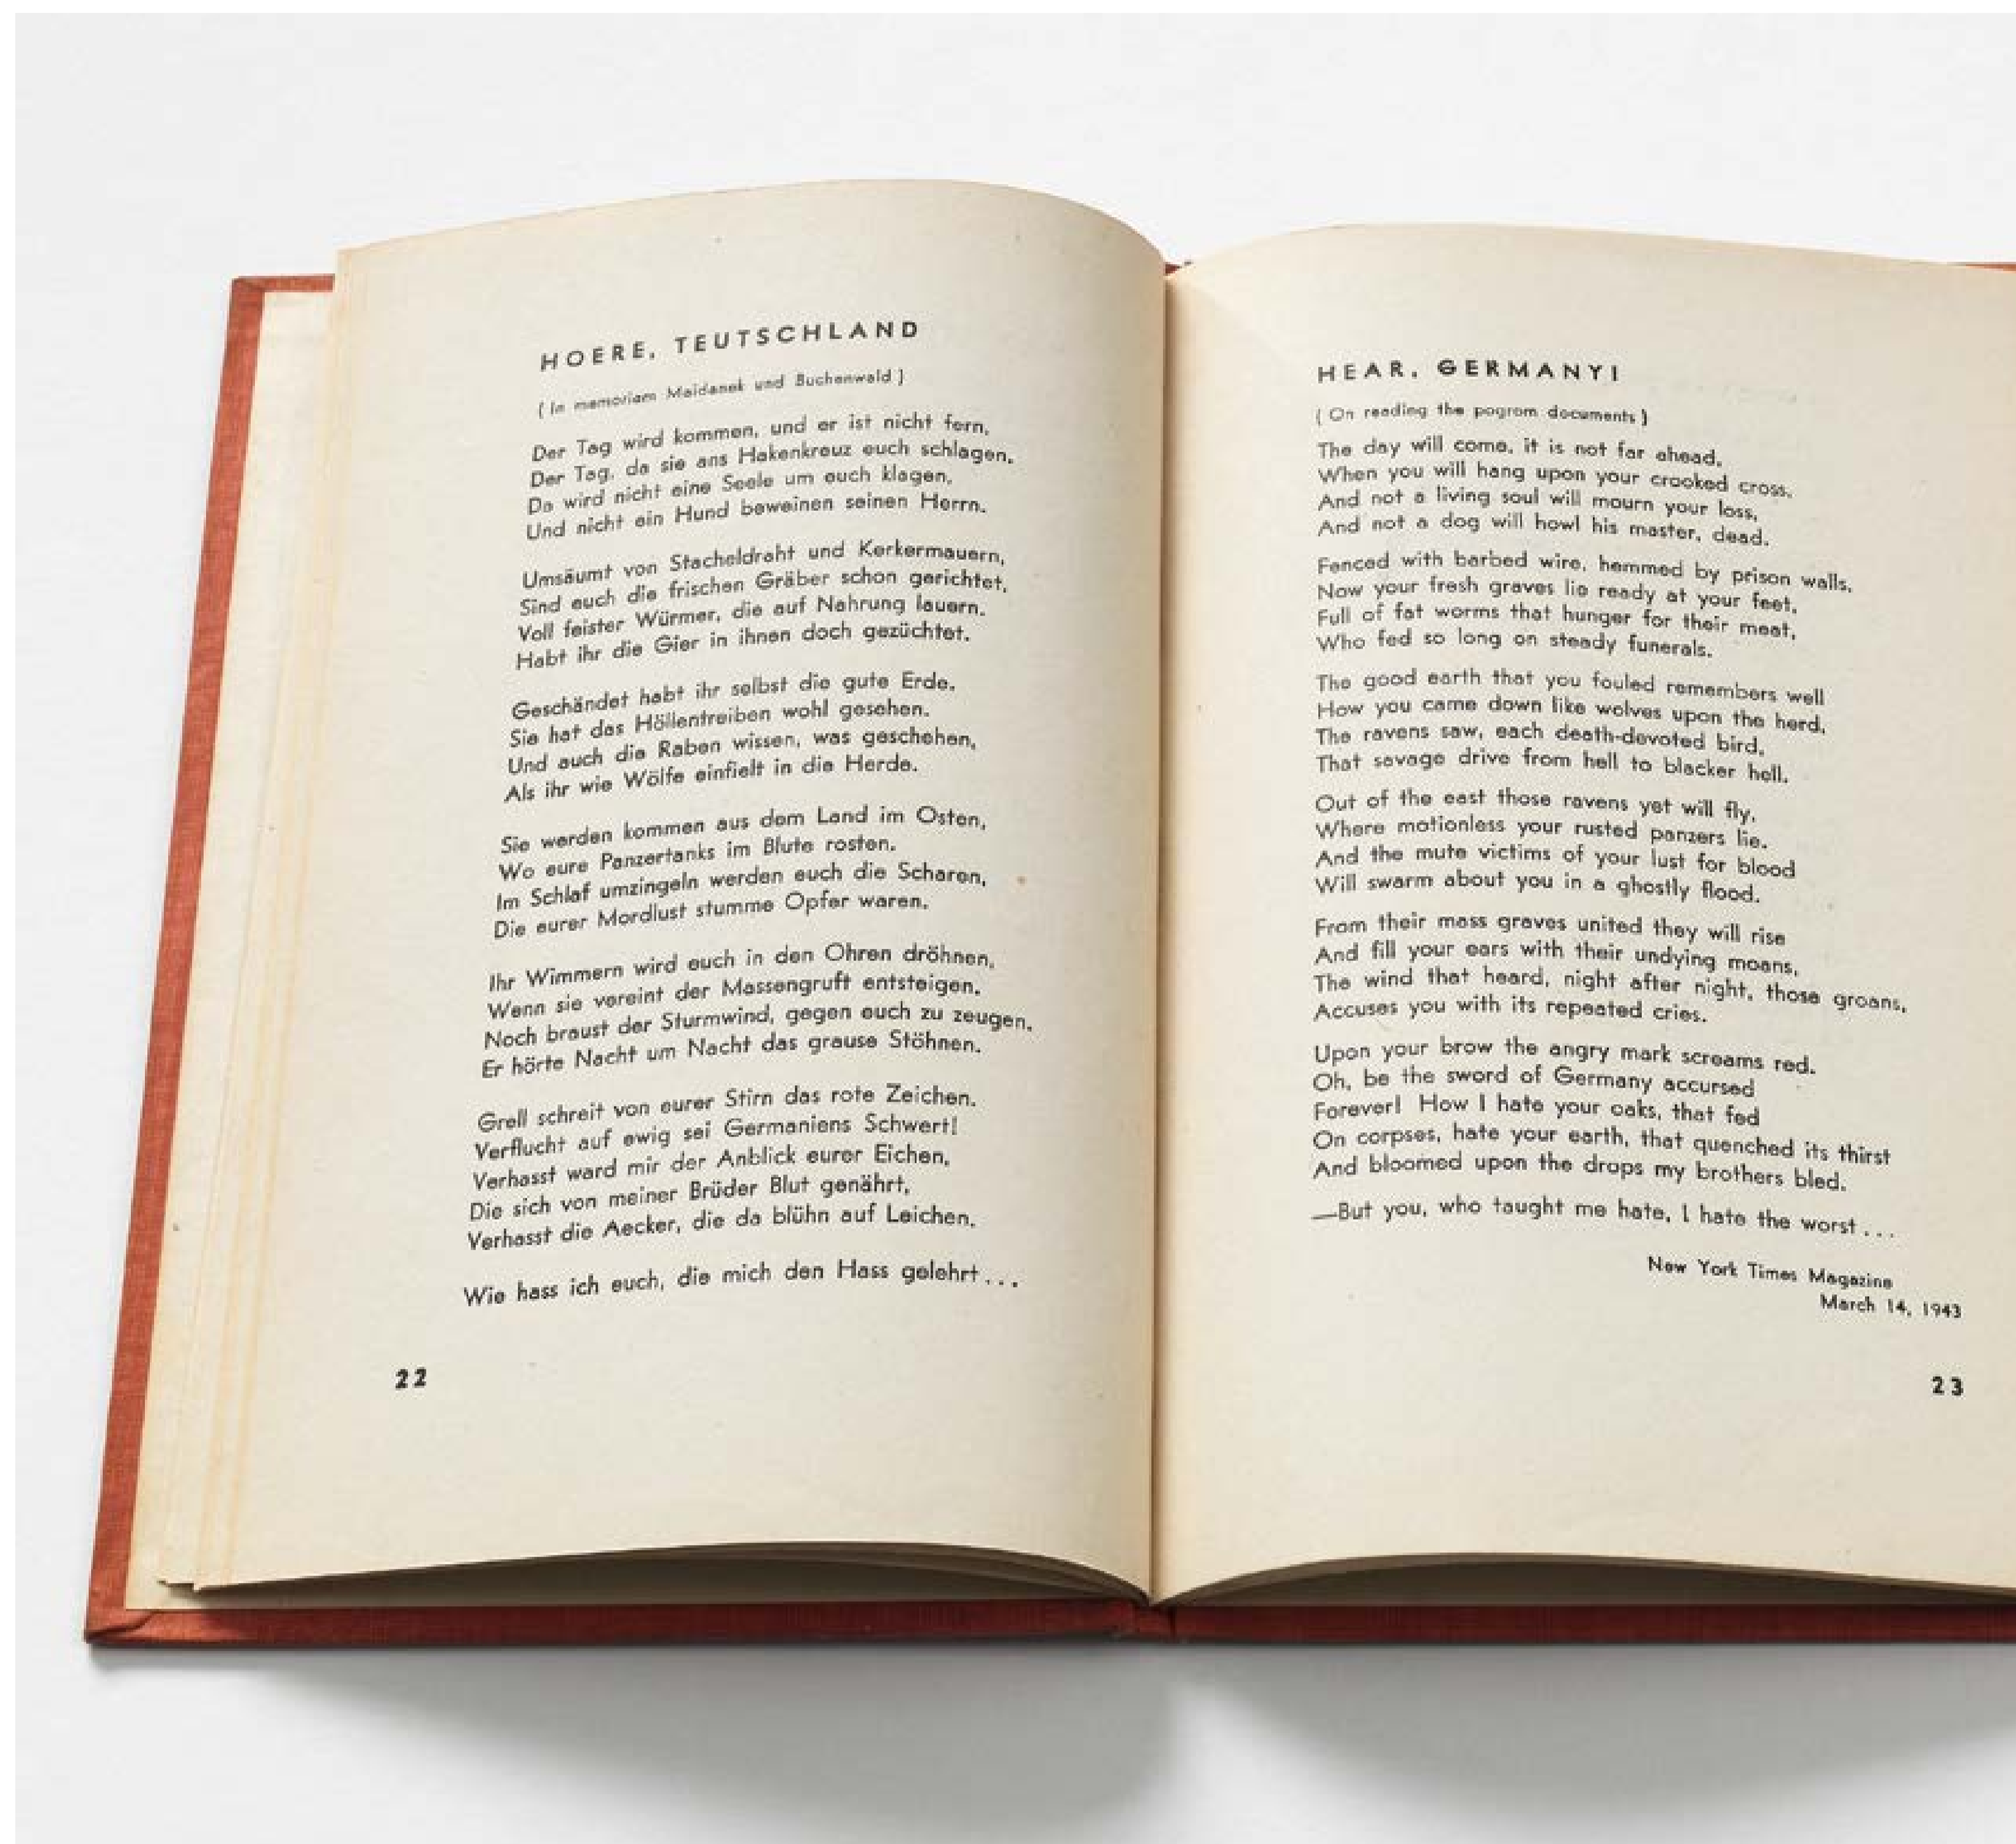 HOERE, TEUTSCHLAND
(In memoriam Maidanek und Buchenwald)
Der Tag wird kommen, und er ist nicht fern,
Der Tag, da sie ans Hakenkreuz euch schlagen,
Da wird nicht eine Seele um euch klagen,
Und nicht ein Hund beweinen seinen Herrn.
Umsäumt von Stacheldraht und Kerkermauern,
Sind euch die frischen Gräber schon gerichtet,
Voll feister Würmer, die auf Nahrung lauern.
Habt ihr die Gier in ihnen doch gezüchtet.
Geschändet habt ihr selbst die gute Erde.
Sie hat das Höllentreiben wohl gesehen.
Und auch die Raben wissen, was geschehen,
Als ihr wie Wölfe einfielt in die Herde.
Sie werden kommen aus dem Land im Osten,
Wo eure Panzertanks im Blute rosten.
Im Schlaf umzingeln werden euch die Scharen,
Die eurer Mordlust stumme Opfer waren.
Ihr Wimmern wird euch in den Ohren dröhnen,
Wenn sie vereint der Massengruft entsteigen.
Noch braust der Sturmwind, gegen euch zu zeugen,
Er hörte Nacht um Nacht das grause Stöhnen.
Grell schreit von eurer Stirn das rote Zeichen.
Verflucht auf ewig sei Germaniens Schwert!
Verhasst ward mir der Anblick eurer Eichen,
Die sich von meiner Brüder Blut genährt,
Verhasst die Aecker, die da blühn auf Leichen.
Wie hass ich euch, die mich den Hass gelehrt...
22
HEAR, GERMANY!
(On reading the pogrom documents)
The day will come, it is not far ahead,
When you will hang upon your crooked cross,
And not a living soul will mourn your loss,
And not a dog will howl his master, dead.
Fenced with barbed wire, hemmed by prison walls,
Now your fresh graves lie ready at your feet,
Full of fat worms that hunger for their meat,
Who fed so long on steady funerals.
The good earth that you fouled remembers well
How you came down like wolves upon the herd,
The ravens saw, each death-devoted bird,
That savage drive from hell to blacker hell.
Out of the east those ravens yet will fly,
Where motionless your rusted panzers lie.
And the mute victims of your lust for blood
Will swarm about you in a ghostly flood.
From their mass graves united they will rise
And fill your ears with their undying moans,
The wind that heard, night after night, those groans,
Accuses you with its repeated cries.
Upon your brow the angry mark screams red.
Oh, be the sword of Germany accursed
Forever! How I hate your oaks, that fed
On corpses, hate your earth, that quenched its thirst
And bloomed upon the drops my brothers bled.
—But you, who taught me hate, I hate the worst...
New York Times Magazine
March 14, 1943
23